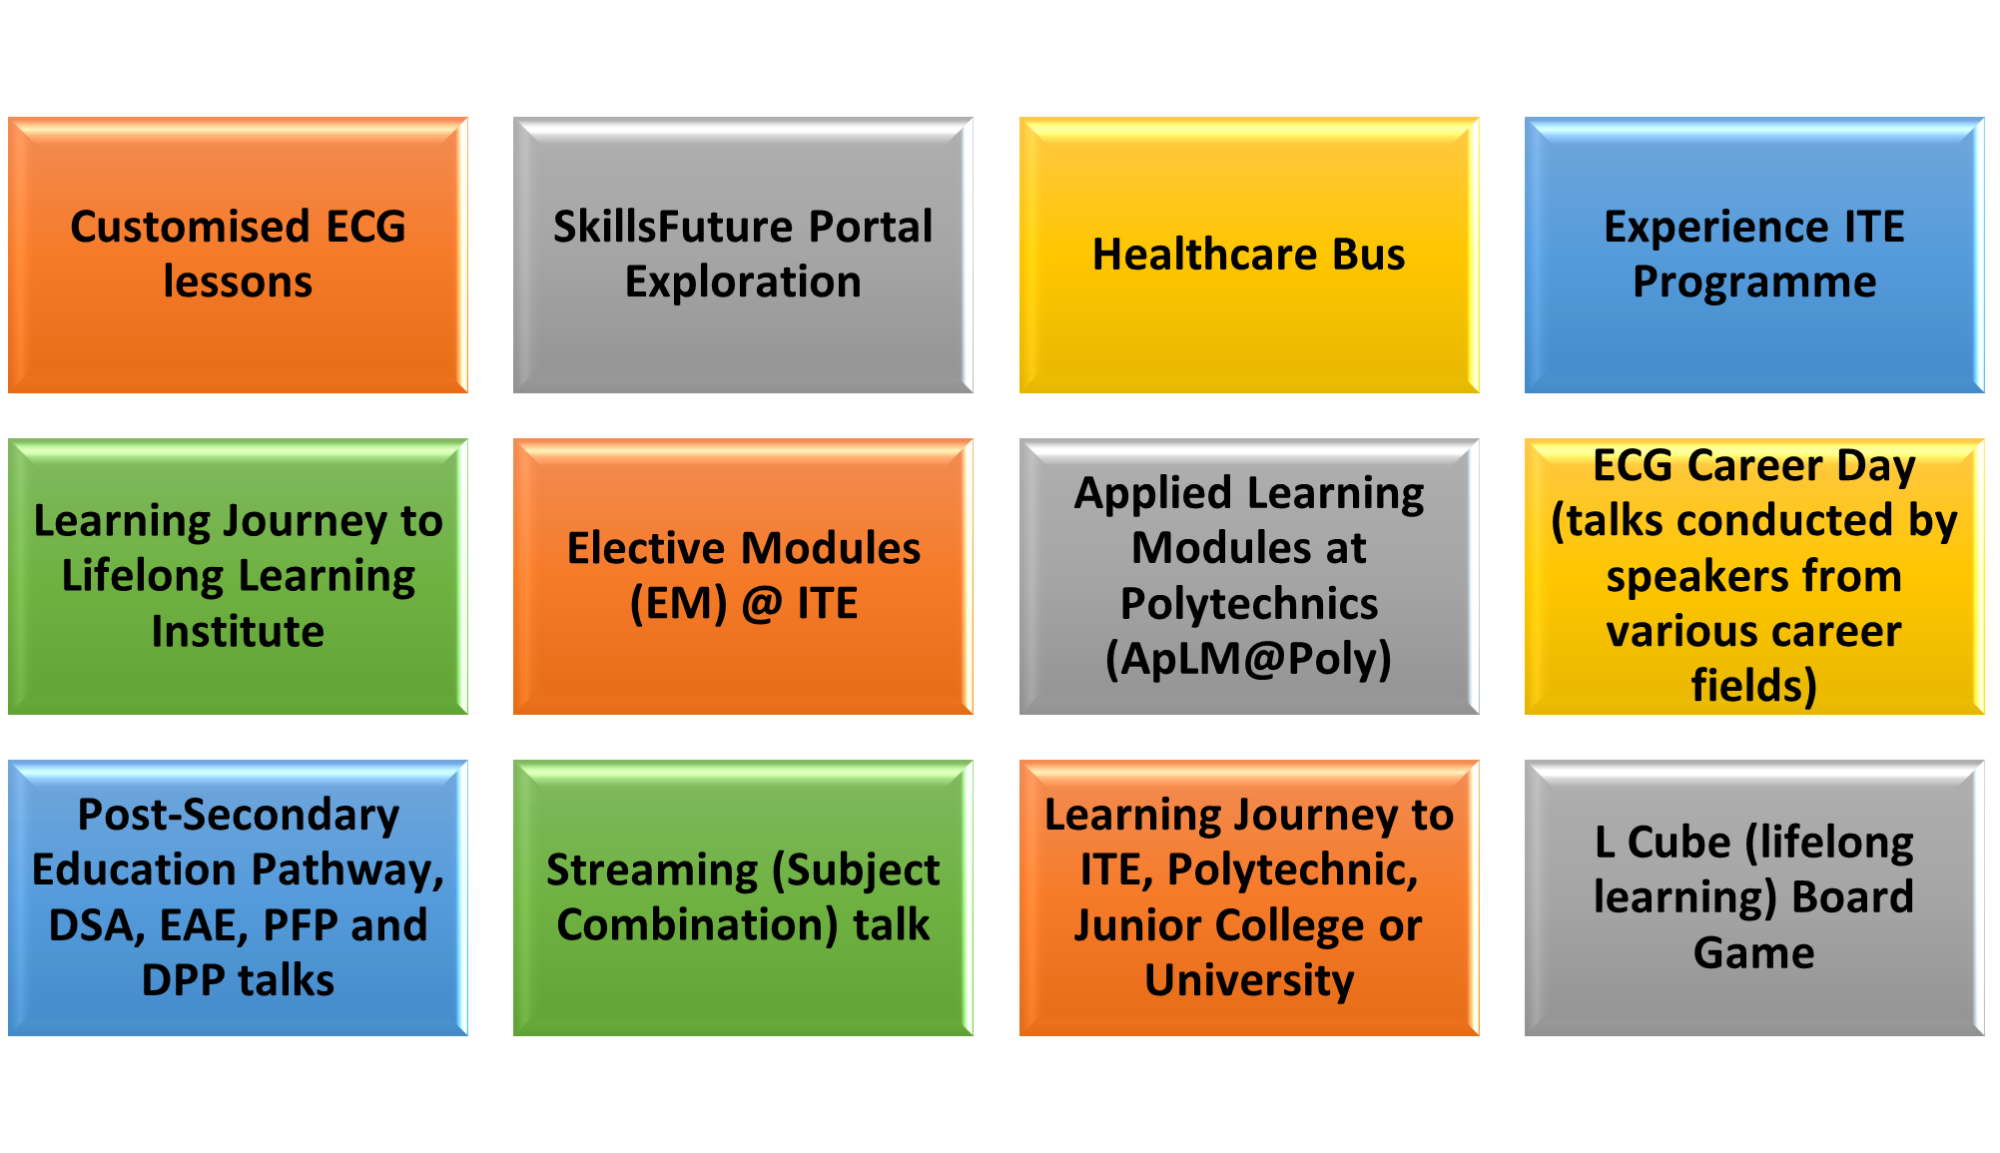 Customised ECG
lessons
SkillsFuture Portal
Exploration
Healthcare Bus
Experience ITE
Programme
Learning Journey to
Lifelong Learning
Institute
Elective Modules
(EM) @ ITE
Applied Learning
Modules at
Polytechnics
(ApLM@Poly)
ECG Career Day
(talks conducted by
speakers from
various career
fields)
Post-Secondary
Education Pathway,
DSA, EAE, PFP and
DPP talks
Streaming (Subject
Combination) talk
Learning Journey to
ITE, Polytechnic,
Junior College or
University
L Cube (lifelong
learning) Board
Game